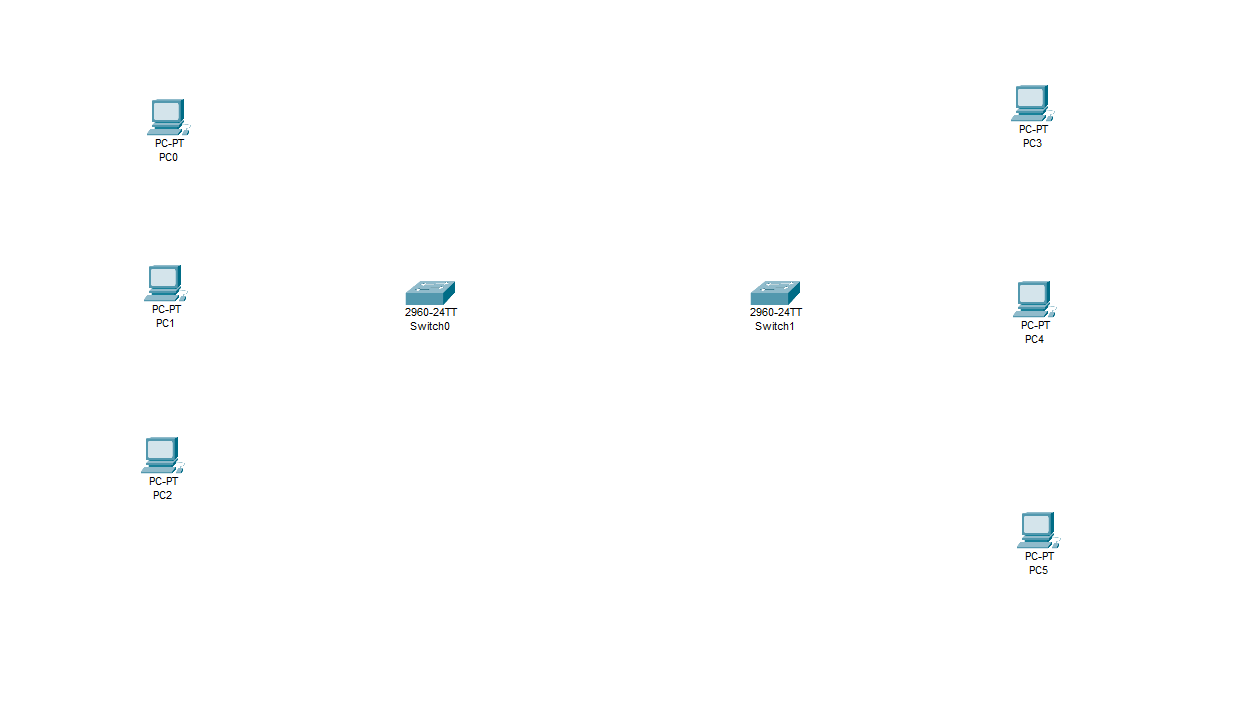 PC-PT
PC0
PC-PT
PC3
PC-PT
PC1
2960-24TT
Switch0
2960-24TT
Switch1
PC-PT
PC4
PC-PT
PC2
PC-PT
PC5